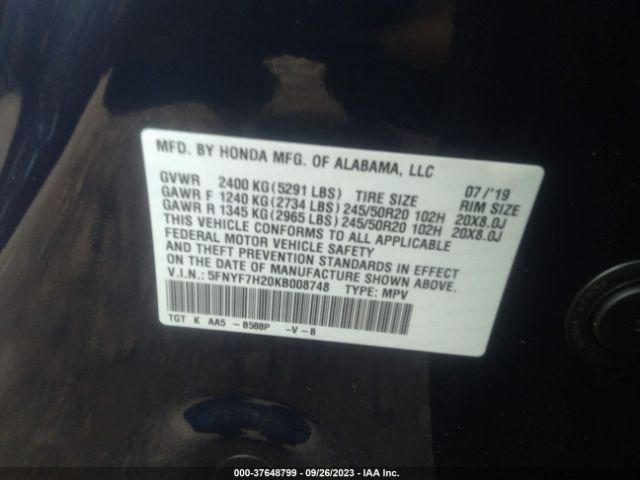 MFD. BY HONDA MFG. OF ALABAMA, LLC
GVWR 2400 KG(5291 LBS) TIRE SIZE 07/'19 RIM SIZE
GAWR F 1240 KG(2734 LBS) 245/50R20 102H 20X8.0J
GAWR R 1345 KG(2965 LBS) 245/50R20 102H 20X8.0J
THIS VEHICLE CONFORMS TO ALL APPLICABLE
FEDERAL MOTOR VEHICLE SAFETY
AND THEFT PREVENTION STANDARDS IN EFFECT
ON THE DATE OF MANUFACTURE SHOWN ABOVE.
V.I.N.: 5FNYF7H20KB008748 TYPE: MPV
TGT K AA5 -B588P -V-B
000-37648799 - 09/26/2023 - IAA Inc.